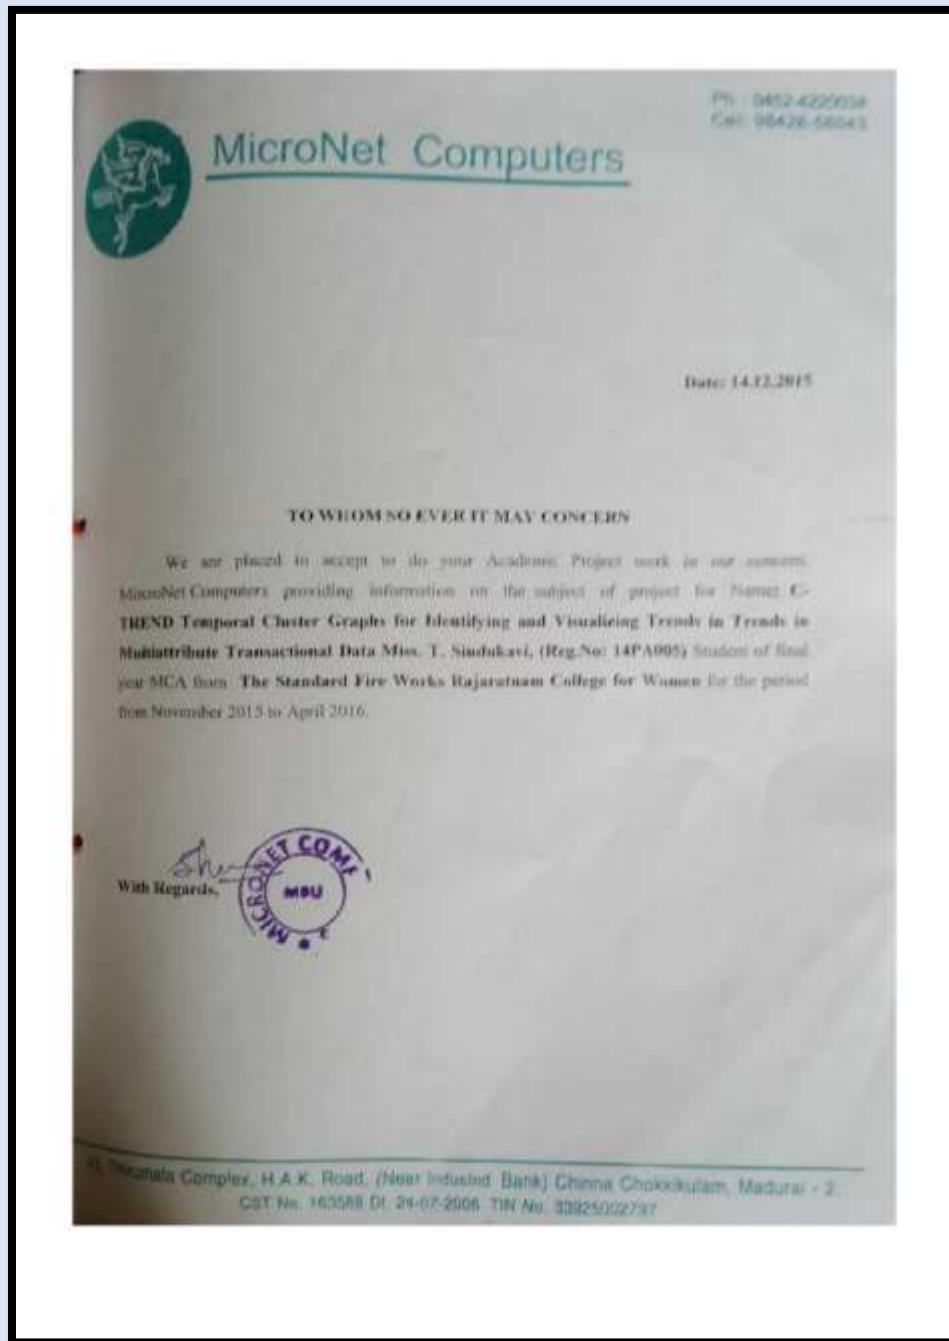 Ph : 0452-4220034
Cell: 98428-56043
MicroNet Computers
Date: 14.12.2015
TO WHOM SO EVER IT MAY CONCERN
We are placed to accept to do your Academic Project work in our concern.
MicroNet Computers providing information on the subject of project for Name: C-
TREND Temporal Cluster Graphs for Identifying and Visualizing Trends in Trends in
Multiattribute Transactional Data Miss. T. Sindukavi, (Reg.No: 14PA005) Student of final
year MCA from The Standard Fire Works Rajaratnam College for Women for the period
from November 2015 to April 2016.
With Regards,
MICRONET COMP
MDU
Complex, H.A.K. Road, (Near Indusind Bank) Chinna Chokkikulam, Madurai - 2.
CST No. 163588 Dt. 24-07-2006 TIN No. 33925002797